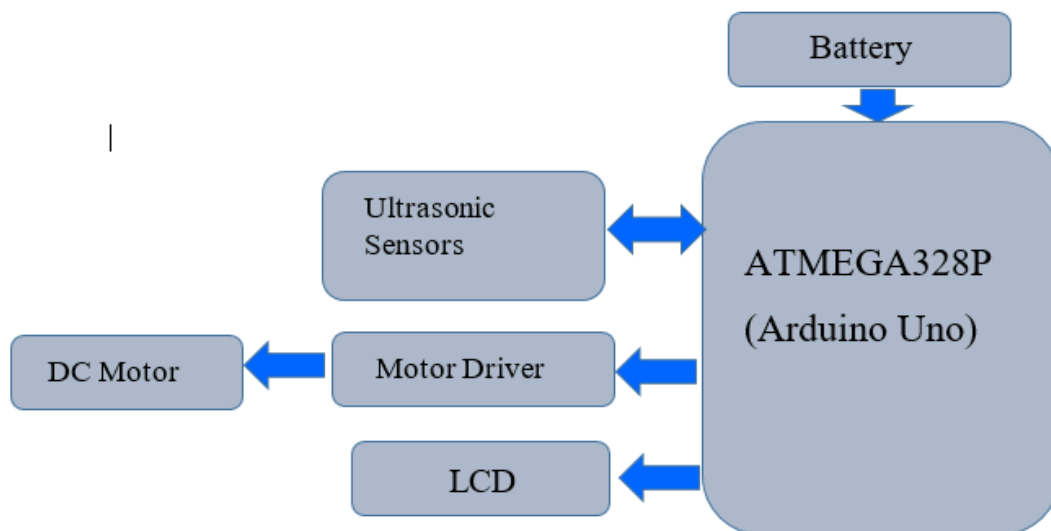 Battery
Ultrasonic
Sensors
ATMEGA328P
(Arduino Uno)
DC Motor
Motor Driver
LCD